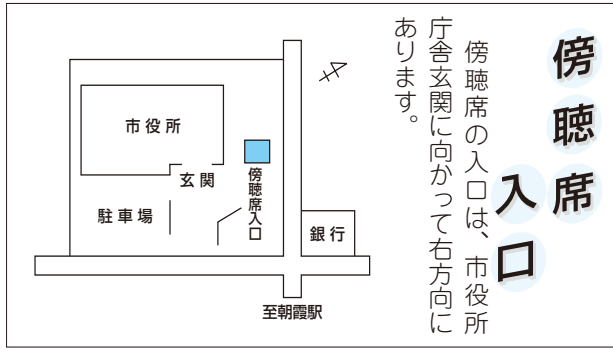 傍聴席
入口
傍聴席の入口は、市役所
庁舎玄関に向かって右方向に
あります。
市役所
玄関
傍聴席入口
駐車場
銀行
至朝霞駅